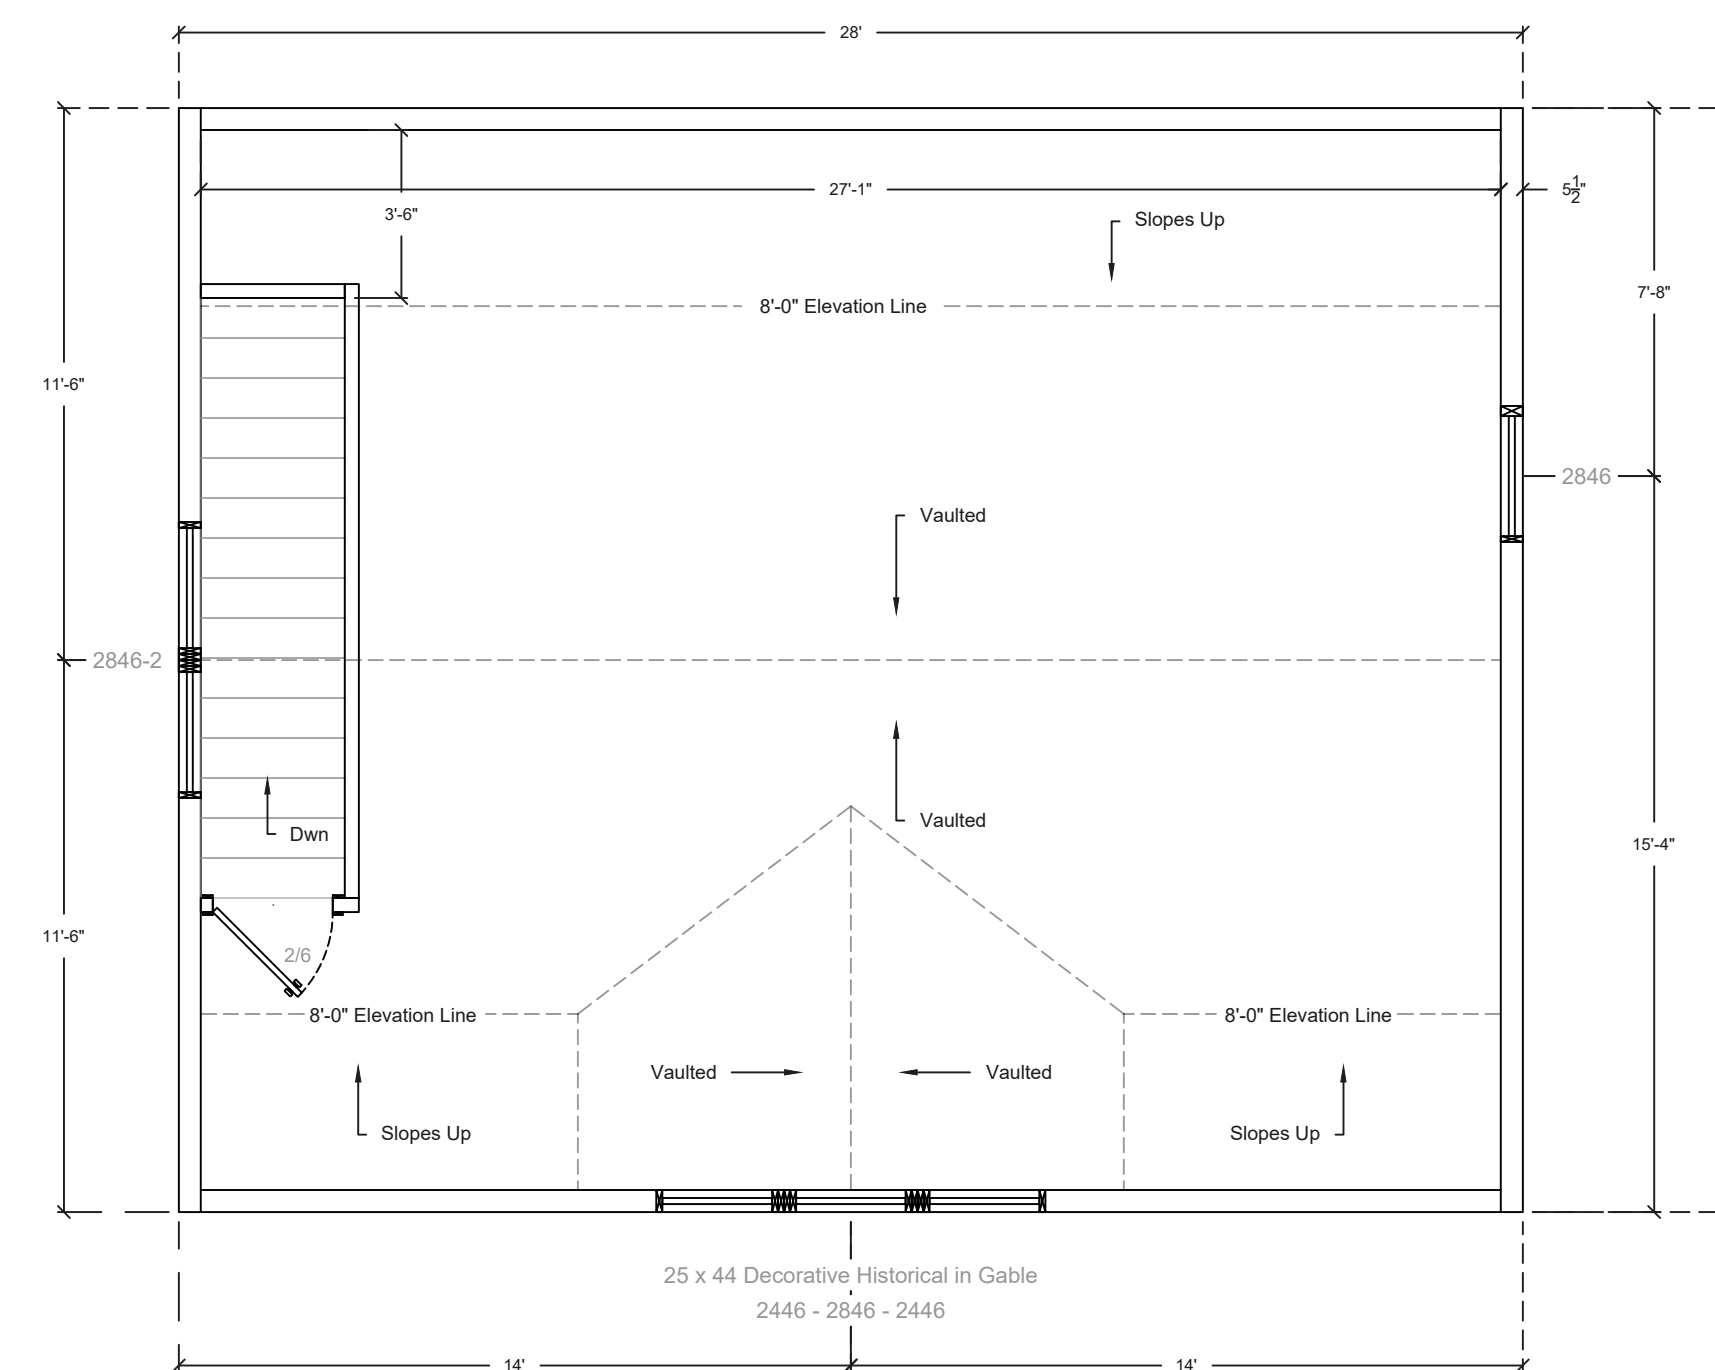 28'
27'-1"
5 1/2"
3'-6"
Slopes Up
7'-8"
8'-0" Elevation Line
11'-6"
2846
Vaulted
2846-2
Vaulted
Dwn
15'-4"
11'-6"
2/6
8'-0" Elevation Line
8'-0" Elevation Line
Vaulted
Vaulted
Slopes Up
Slopes Up
25 x 44 Decorative Historical in Gable
2446 - 2846 - 2446
14'
14'